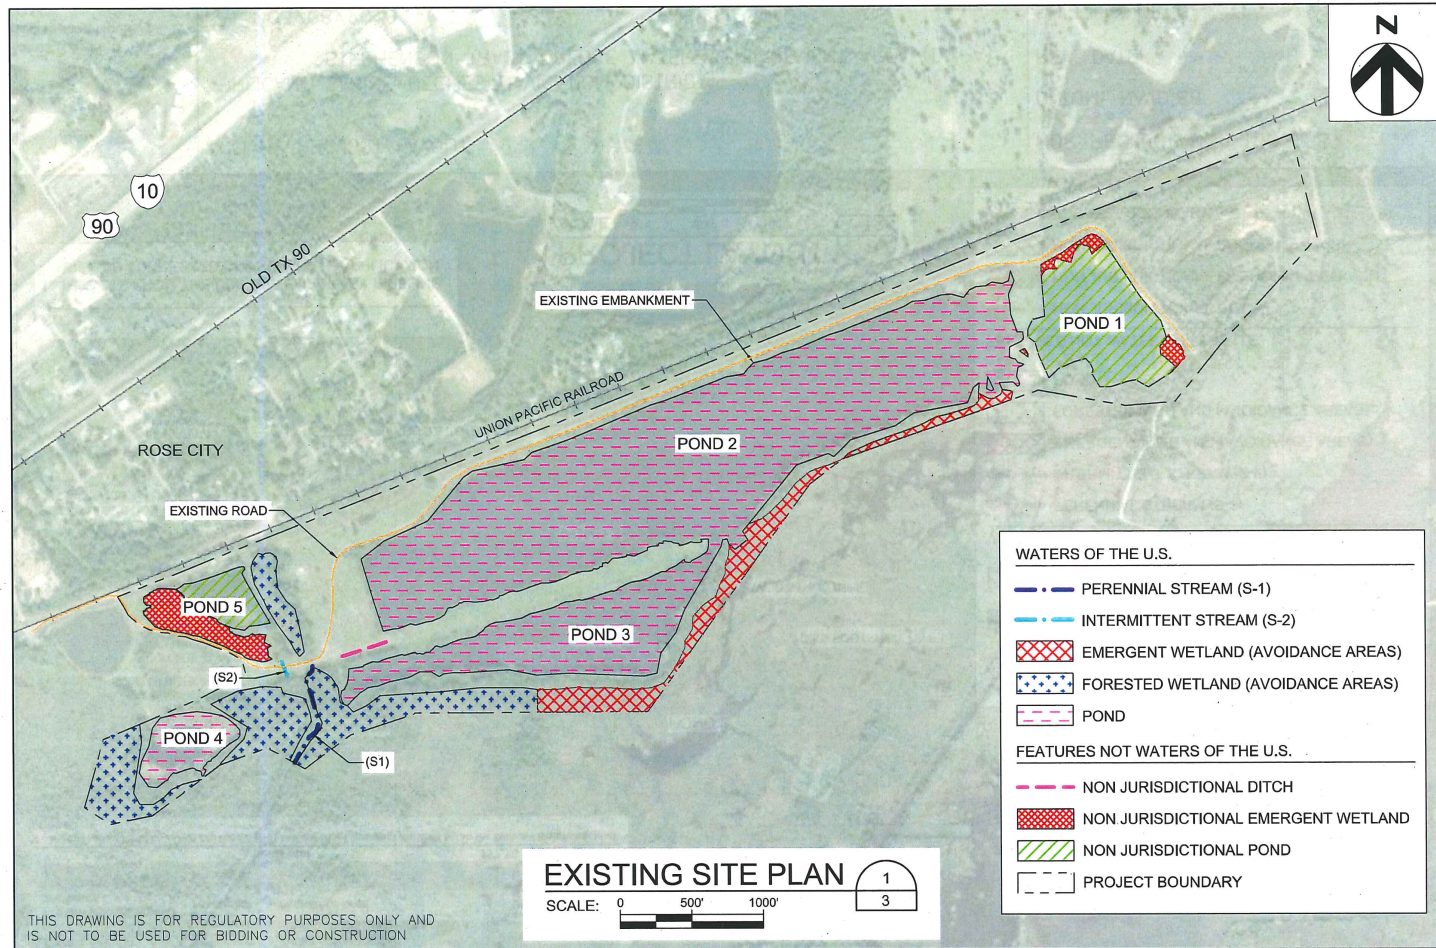 N
10
90
OLD TX 90
EXISTING EMBANKMENT
POND 1
UNION PACIFIC RAILROAD
POND 2
ROSE CITY
EXISTING ROAD
POND 5
POND 3
(S2)
POND 4
(S1)
WATERS OF THE U.S.
PERENNIAL STREAM (S-1)
INTERMITTENT STREAM (S-2)
EMERGENT WETLAND (AVOIDANCE AREAS)
FORESTED WETLAND (AVOIDANCE AREAS)
POND
FEATURES NOT WATERS OF THE U.S.
NON JURISDICTIONAL DITCH
NON JURISDICTIONAL EMERGENT WETLAND
NON JURISDICTIONAL POND
PROJECT BOUNDARY
EXISTING SITE PLAN
1
3
SCALE: 0 500' 1000'
THIS DRAWING IS FOR REGULATORY PURPOSES ONLY AND
IS NOT TO BE USED FOR BIDDING OR CONSTRUCTION